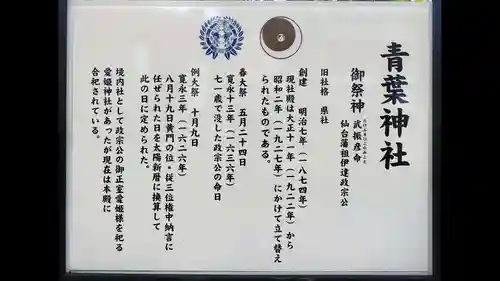 青葉神社
御祭神 武振彦命
仙台藩祖伊達政宗公
旧社格 県社
創建 明治七年(一八七四年)
現社殿は大正十一年(一九二二年)から
昭和二年(一九二七年)にかけて立て替え
られたものである。
春大祭 五月二十四日
寛永十三年(一六三六年)
七一歳で没した政宗公の命日
例大祭 十月九日
寛永三年(一六二六年)
八月十九日黄門の位・従三位権中納言に
任ぜられた日を太陽新暦に換算して
此の日に定められた。
境内社として政宗公の御正室愛姫様を祀る
愛姫神社があったが現在は本殿に
合祀されている。